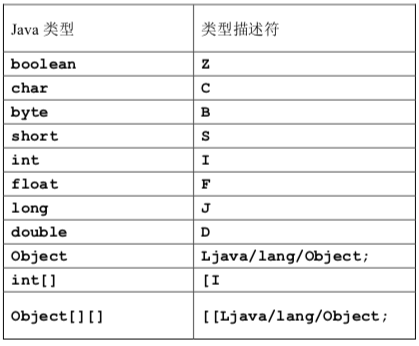 Java 类型 类型描述符
boolean Z
char C
byte B
short S
int I
float F
long J
double D
Object Ljava/lang/Object;
int[] [I
Object[][] [[Ljava/lang/Object;